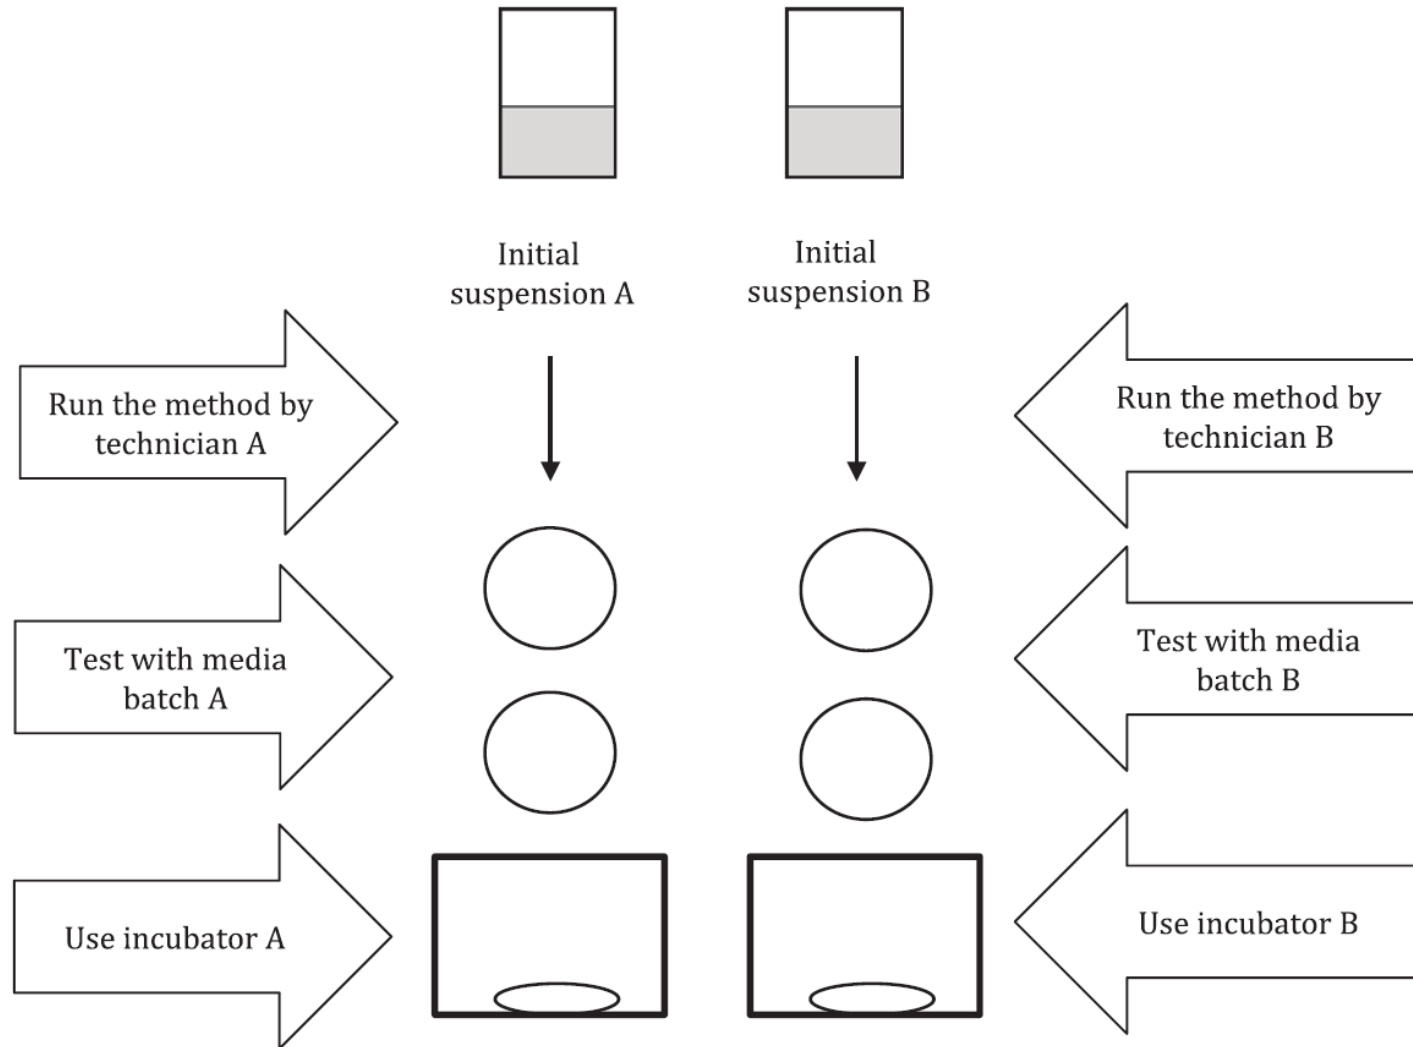 Initial
suspension A
Initial
suspension B
Run the method by
technician A
Run the method by
technician B
Test with media
batch A
Test with media
batch B
Use incubator A
Use incubator B